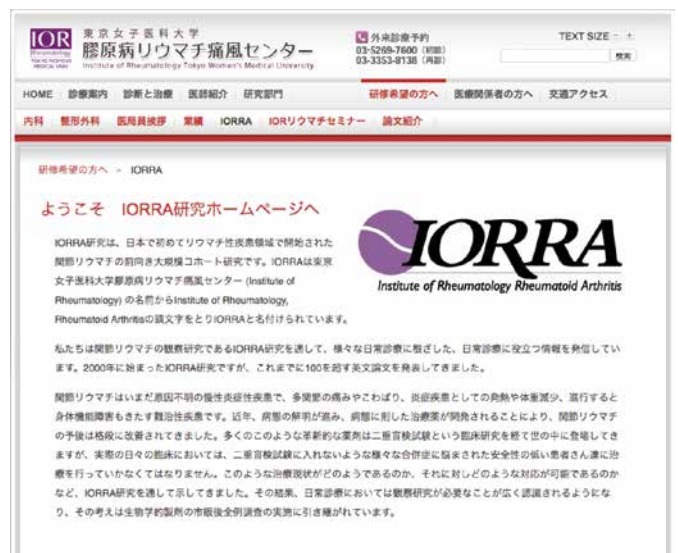 IOR
Rheumatology
TOKYO WOMENS
MEDICAL UNIV.
東京女子医科大学
膠原病リウマチ痛風センター
Institute of Rheumatology Tokyo Women's Medical University
外来診療予約
03-5269-7600（初診）
03-3353-8138（再診）
TEXT SIZE － ＋
検索
HOME 診療案内 診断と治療 医師紹介 研究部門 研修希望の方へ 医療関係者の方へ 交通アクセス
内科 整形外科 医局員挨拶 業績 IORRA IORリウマチセミナー 論文紹介
研修希望の方へ ＞ IORRA
ようこそ　IORRA研究ホームページへ
IORRA研究は、日本で初めてリウマチ性疾患領域で開始された
関節リウマチの前向き大規模コホート研究です。IORRAは東京
女子医科大学膠原病リウマチ痛風センター (Institute of
Rheumatology) の名前からInstitute of Rheumatology,
Rheumatoid Arthritisの頭文字をとりIORRAと名付けられています。
IORRA
Institute of Rheumatology Rheumatoid Arthritis
私たちは関節リウマチの観察研究であるIORRA研究を通して、様々な日常診療に根ざした、日常診療に役立つ情報を発信してい
ます。2000年に始まったIORRA研究ですが、これまでに100を超す英文論文を発表してきました。
関節リウマチはいまだ原因不明の慢性炎症性疾患で、多関節の痛みやこわばり、炎症疾患としての発熱や体重減少、進行すると
身体機能障害もきたす難治性疾患です。近年、病態の解明が進み、病態に則した治療薬が開発されることにより、関節リウマチ
の予後は格段に改善されてきました。多くのこのような革新的な薬剤は二重盲検試験という臨床研究を経て世の中に登場してき
ますが、実際の日々の臨床においては、二重盲検試験に入れないような様々な合併症に悩まされた安全性の低い患者さん達に治
療を行っていかなくてはなりません。このような治療現状がどのようであるのか、それに対しどのような対応が可能であるのか
など、IORRA研究を通して示してきました。その結果、日常診療においては観察研究が必要なことが広く認識されるようにな
り、その考えは生物学的製剤の市販後全例調査の実施に引き継がれています。